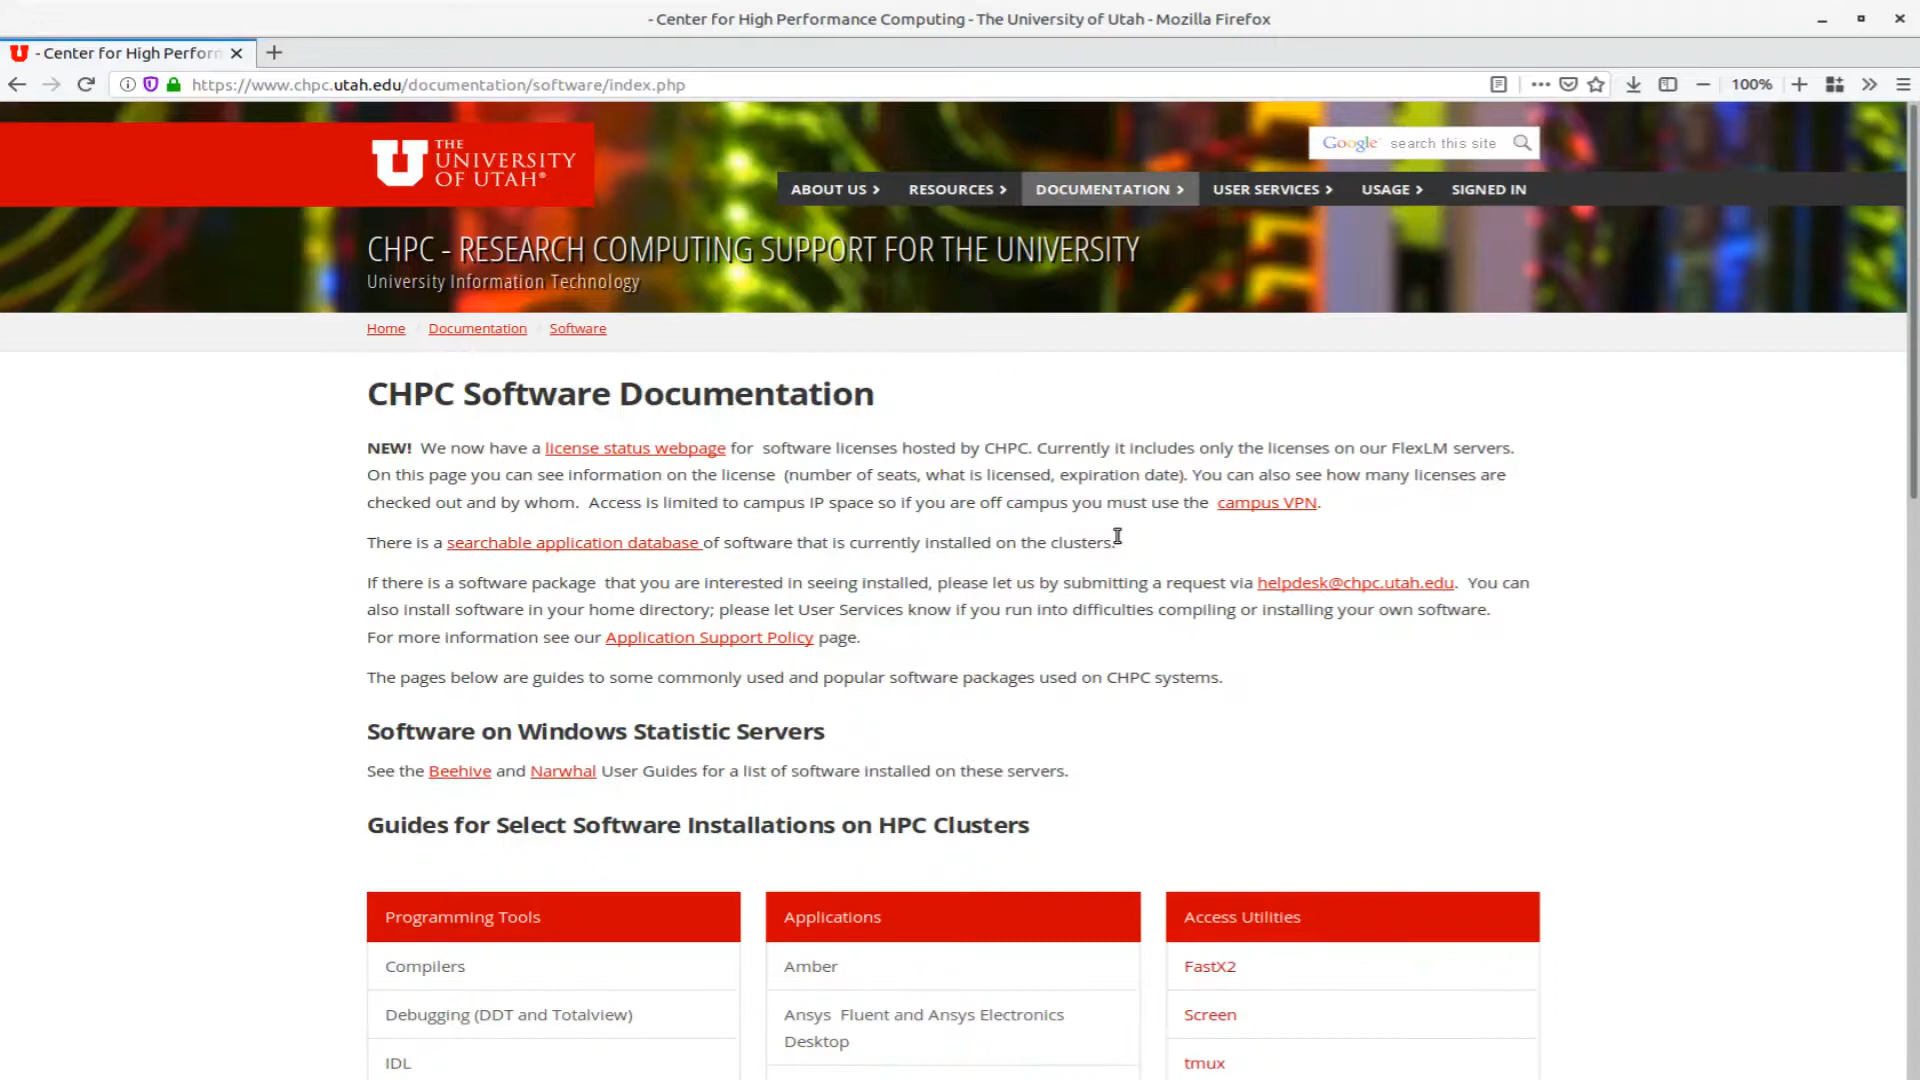 - Center for High Performance Computing - The University of Utah - Mozilla Firefox
- Center for High Perform
https://www.chpc.utah.edu/documentation/software/index.php
100%
THE
UNIVERSITY
OF UTAH®
Google search this site
ABOUT US
RESOURCES
DOCUMENTATION
USER SERVICES
USAGE
SIGNED IN
CHPC - RESEARCH COMPUTING SUPPORT FOR THE UNIVERSITY
University Information Technology
Home / Documentation / Software
CHPC Software Documentation
NEW! We now have a license status webpage for software licenses hosted by CHPC. Currently it includes only the licenses on our FlexLM servers.
On this page you can see information on the license (number of seats, what is licensed, expiration date). You can also see how many licenses are
checked out and by whom. Access is limited to campus IP space so if you are off campus you must use the campus VPN.
There is a searchable application database of software that is currently installed on the clusters.
If there is a software package that you are interested in seeing installed, please let us by submitting a request via helpdesk@chpc.utah.edu. You can
also install software in your home directory; please let User Services know if you run into difficulties compiling or installing your own software.
For more information see our Application Support Policy page.
The pages below are guides to some commonly used and popular software packages used on CHPC systems.
Software on Windows Statistic Servers
See the Beehive and Narwhal User Guides for a list of software installed on these servers.
Guides for Select Software Installations on HPC Clusters
Programming Tools
Compilers
Debugging (DDT and Totalview)
IDL
Applications
Amber
Ansys Fluent and Ansys Electronics
Desktop
Access Utilities
FastX2
Screen
tmux